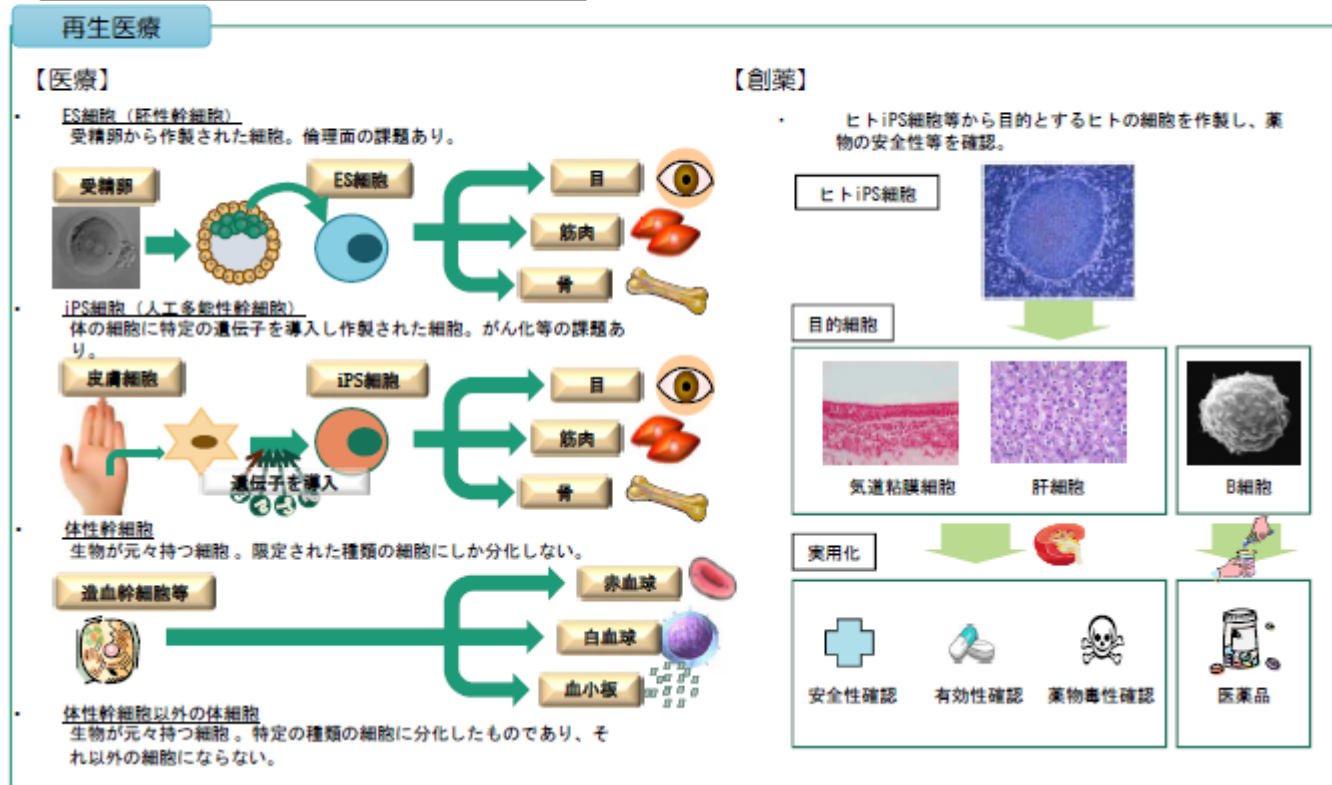 再生医療
【医療】
・ ES細胞（胚性幹細胞）
受精卵から作製された細胞。倫理面の課題あり。
受精卵
ES細胞
目
筋肉
骨
・ iPS細胞（人工多能性幹細胞）
体の細胞に特定の遺伝子を導入し作製された細胞。がん化等の課題あ
り。
皮膚細胞
iPS細胞
遺伝子を導入
目
筋肉
骨
・ 体性幹細胞
生物が元々持つ細胞。限定された種類の細胞にしか分化しない。
造血幹細胞等
赤血球
白血球
血小板
・ 体性幹細胞以外の体細胞
生物が元々持つ細胞。特定の種類の細胞に分化したものであり、そ
れ以外の細胞にならない。
【創薬】
・ ヒトiPS細胞等から目的とするヒトの細胞を作製し、薬
物の安全性等を確認。
ヒトiPS細胞
目的細胞
気道粘膜細胞
肝細胞
B細胞
実用化
安全性確認
有効性確認
薬物毒性確認
医薬品